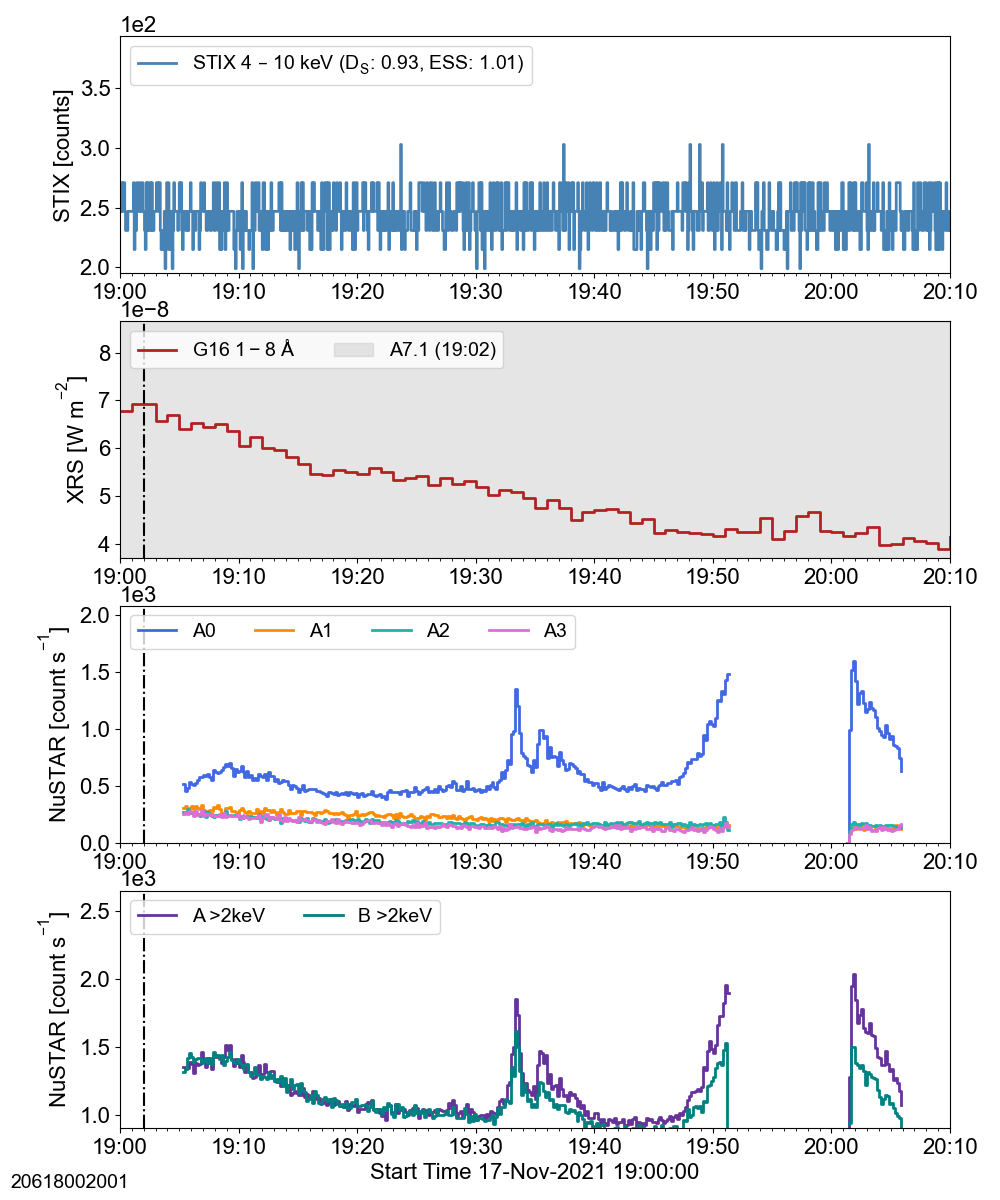 1e2
STIX 4 – 10 keV (DS: 0.93, ESS: 1.01)
STIX [counts]
3.5
3.0
2.5
2.0
19:00 19:10 19:20 19:30 19:40 19:50 20:00 20:10
1e−8
G16 1 – 8 Å A7.1 (19:02)
XRS [W m−2]
8
7
6
5
4
19:00 19:10 19:20 19:30 19:40 19:50 20:00 20:10
1e3
A0 A1 A2 A3
NuSTAR [count s−1]
2.0
1.5
1.0
0.5
0.0
19:00 19:10 19:20 19:30 19:40 19:50 20:00 20:10
1e3
A >2keV B >2keV
NuSTAR [count s−1]
2.5
2.0
1.5
1.0
19:00 19:10 19:20 19:30 19:40 19:50 20:00 20:10
Start Time 17-Nov-2021 19:00:00
20618002001